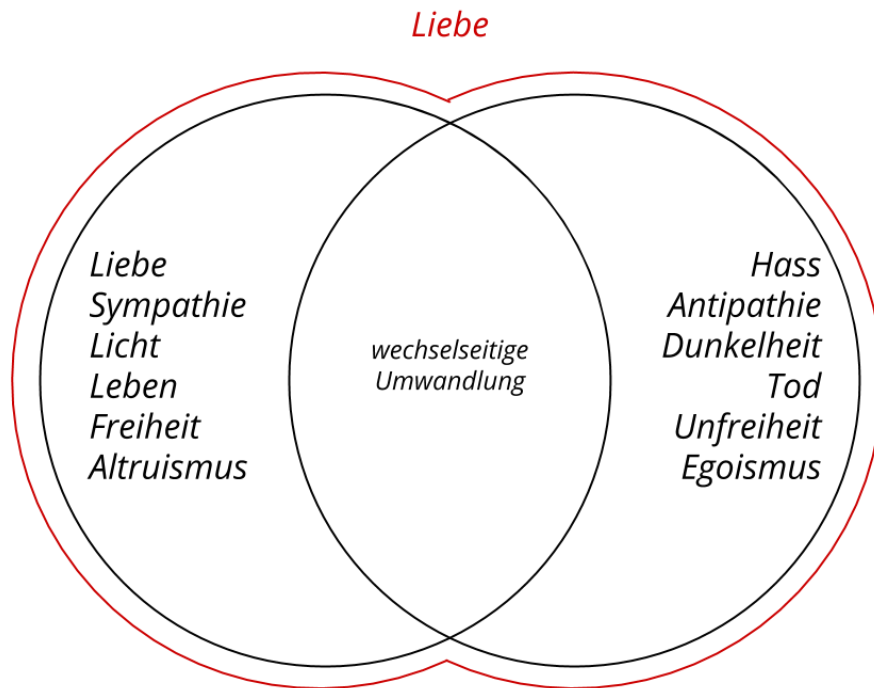 Liebe
Liebe
Sympathie
Licht
Leben
Freiheit
Altruismus
wechselseitige
Umwandlung
Hass
Antipathie
Dunkelheit
Tod
Unfreiheit
Egoismus